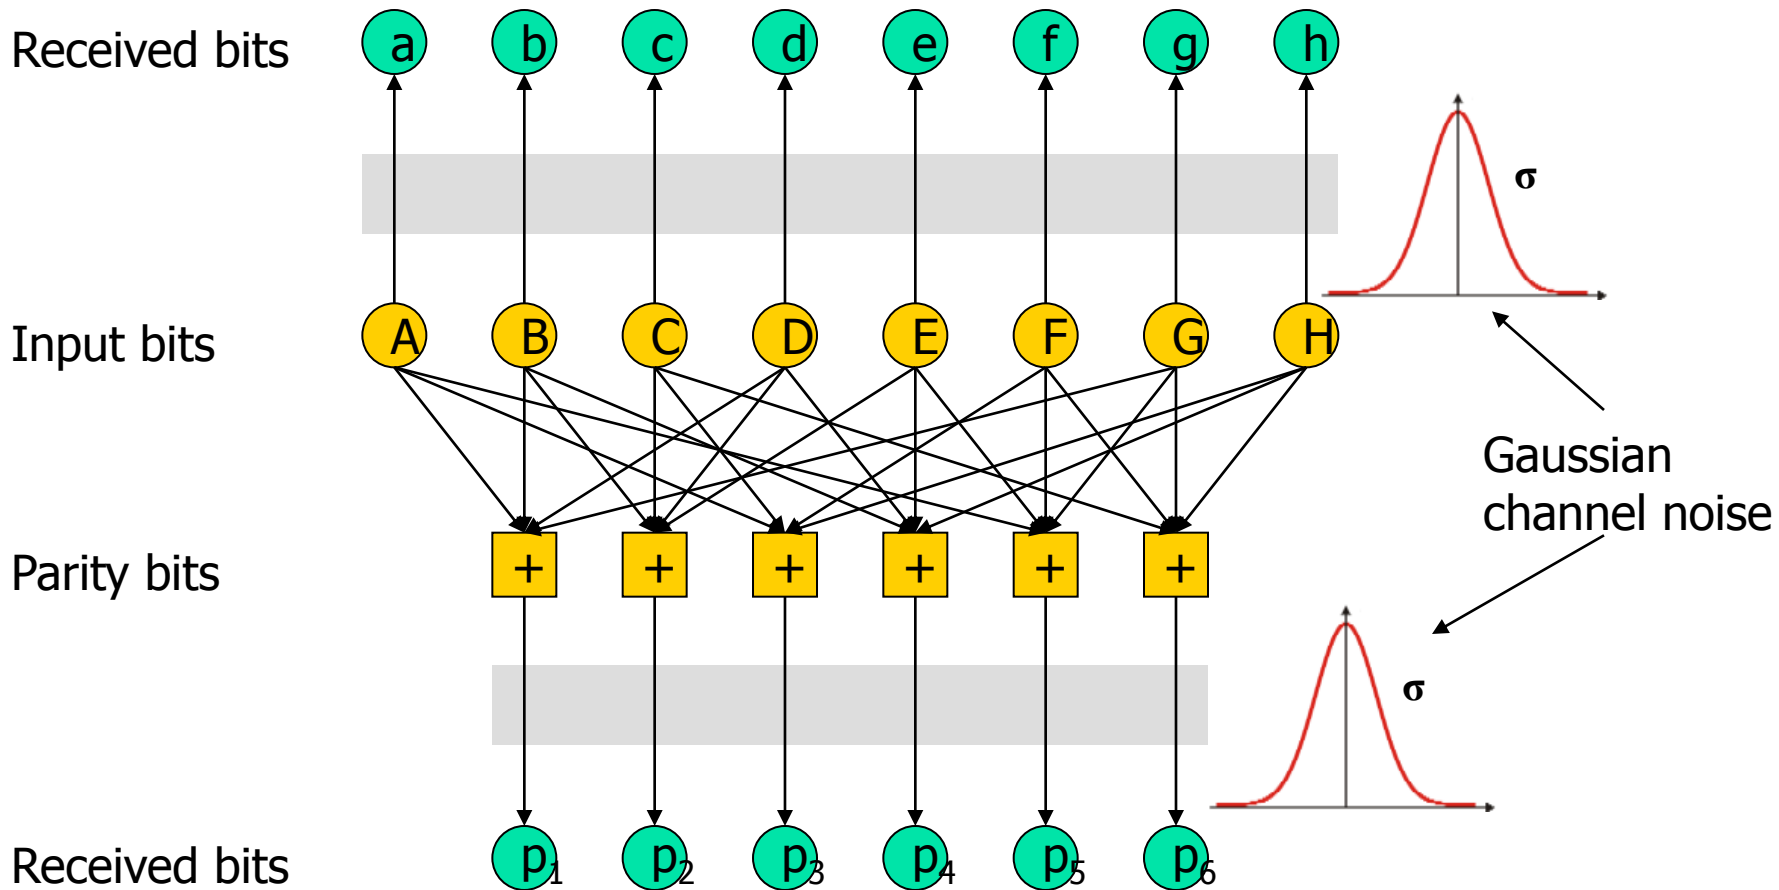 Received bits a b c d e f g h
σ
Input bits A B C D E F G H
Gaussian
channel noise
Parity bits + + + + + +
σ
Received bits p1 p2 p3 p4 p5 p6